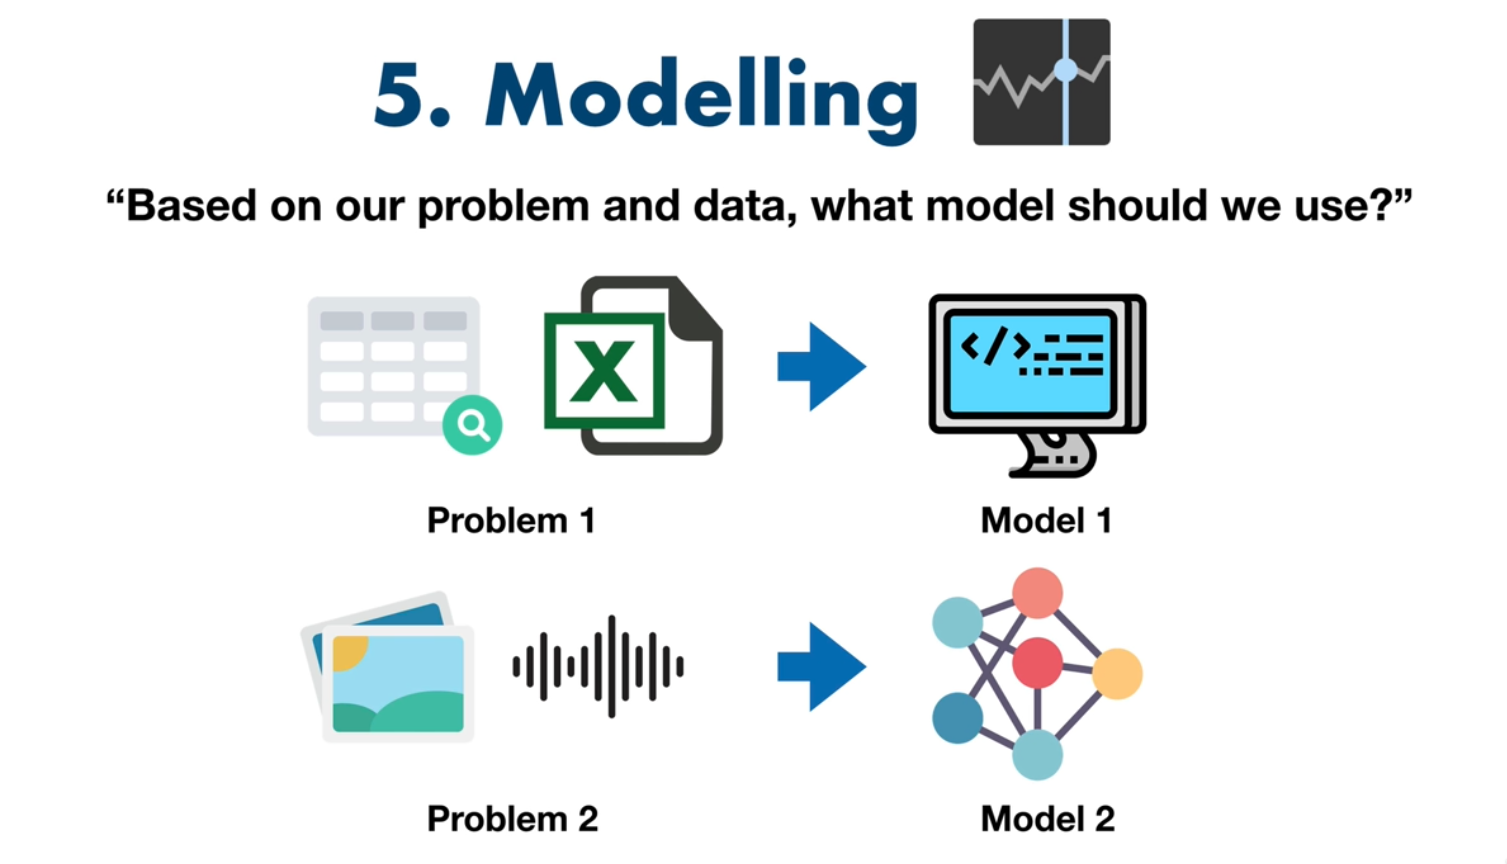 5. Modelling
“Based on our problem and data, what model should we use?”
X
</>
Problem 1
Model 1
Problem 2
Model 2